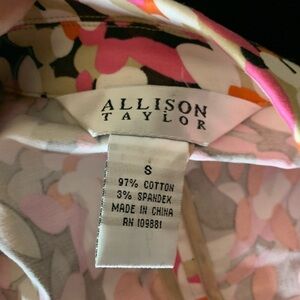 ALLISON
TAYLOR
S
97% COTTON
3% SPANDEX
MADE IN CHINA
RN 109881